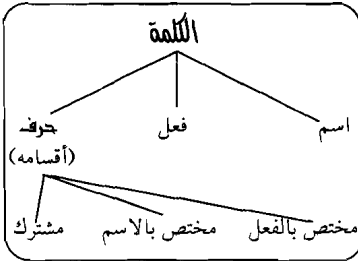 الكلمة
اسم فعل حرف
(أقسامه)
مختص بالفعل مختص بالاسم مشترك